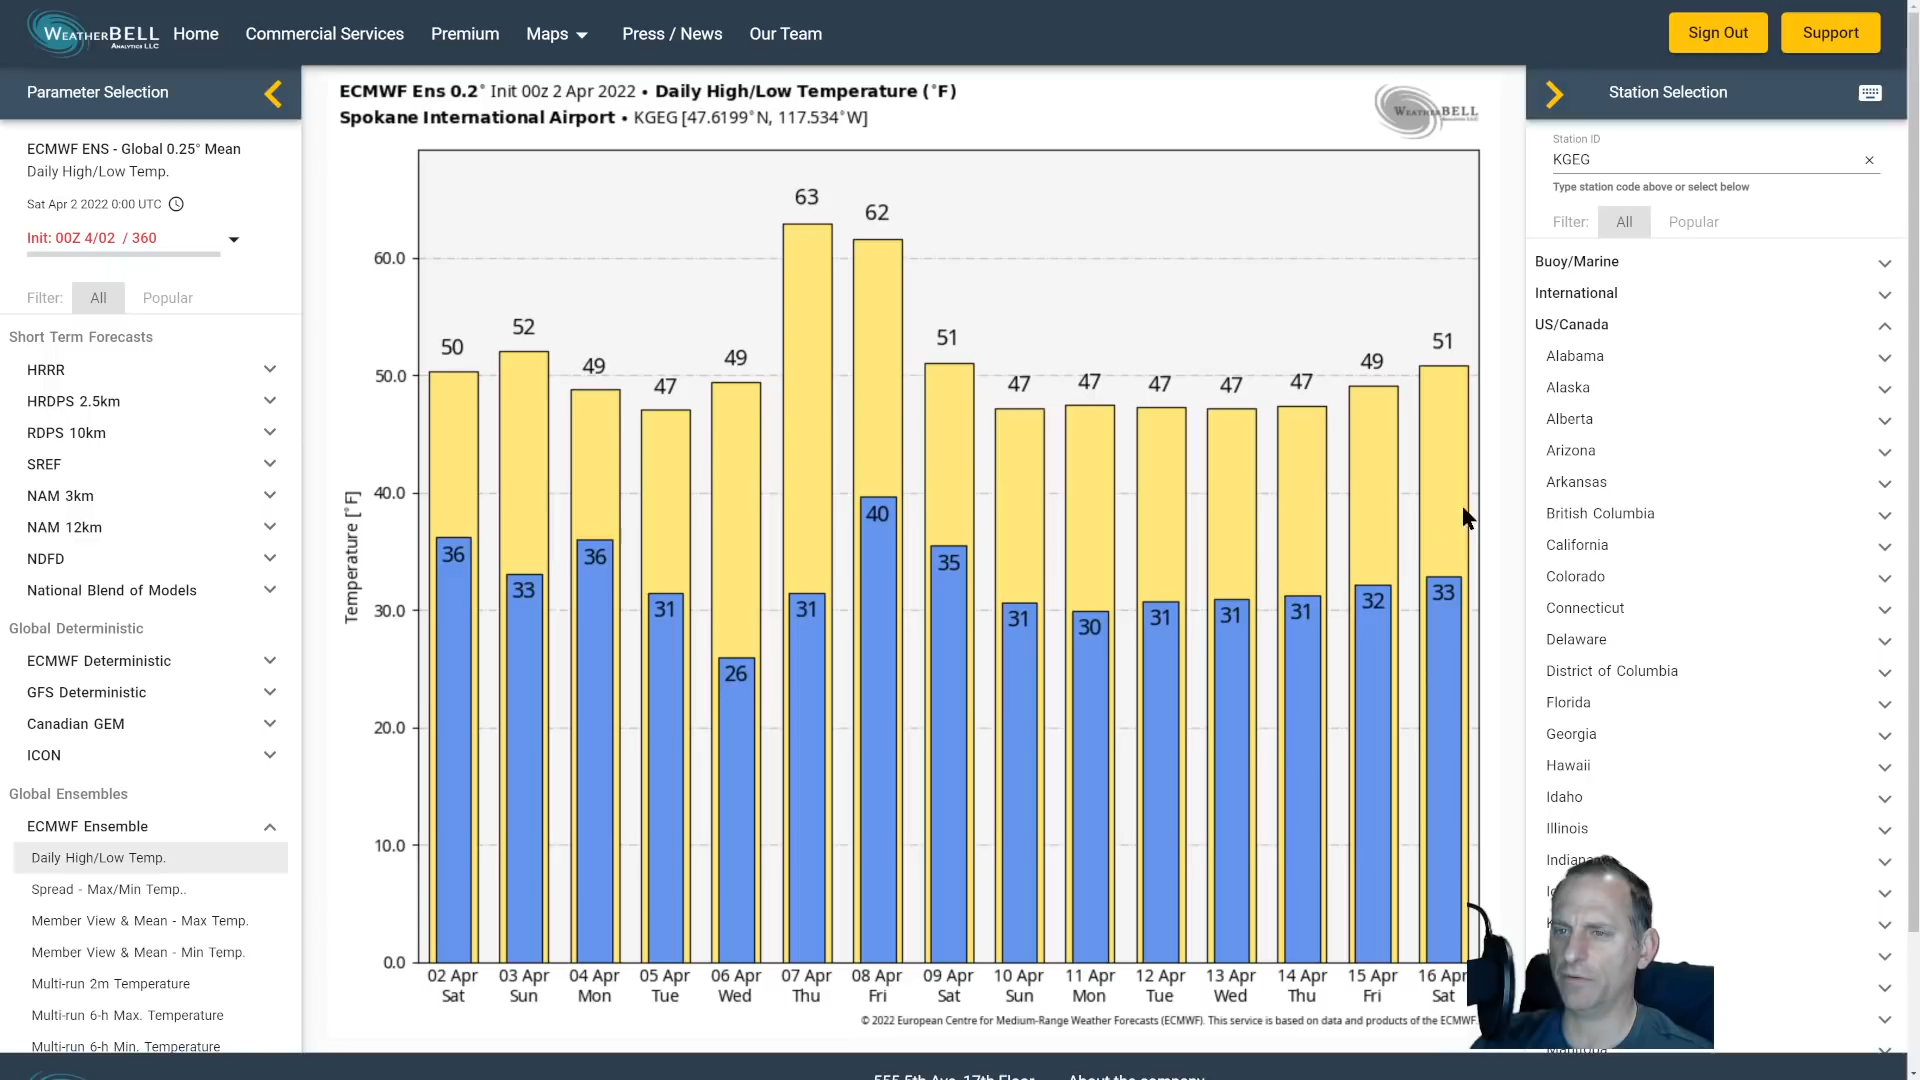 WEATHERBELL
ANALYTICS LLC
Home
Commercial Services
Premium
Maps
Press / News
Our Team
Sign Out
Support
Parameter Selection
ECMWF ENS - Global 0.25° Mean
Daily High/Low Temp.
Sat Apr 2 2022 0:00 UTC
Init: 00Z 4/02 / 360
Filter: All Popular
Short Term Forecasts
HRRR
HRDPS 2.5km
RDPS 10km
SREF
NAM 3km
NAM 12km
NDFD
National Blend of Models
Global Deterministic
ECMWF Deterministic
GFS Deterministic
Canadian GEM
ICON
Global Ensembles
ECMWF Ensemble
Daily High/Low Temp.
Spread - Max/Min Temp..
Member View & Mean - Max Temp.
Member View & Mean - Min Temp.
Multi-run 2m Temperature
Multi-run 6-h Max. Temperature
Multi-run 6-h Min. Temperature
ECMWF Ens 0.2° Init 00z 2 Apr 2022 • Daily High/Low Temperature (°F)
Spokane International Airport • KGEG [47.6199°N, 117.534°W]
WEATHERBELL
Temperature [°F]
60.0
50.0
40.0
30.0
20.0
10.0
0.0
50 52 49 47 49 63 62 51 47 47 47 47 47 49 51
36 33 36 31 26 31 40 35 31 30 31 31 31 32 33
02 Apr 03 Apr 04 Apr 05 Apr 06 Apr 07 Apr 08 Apr 09 Apr 10 Apr 11 Apr 12 Apr 13 Apr 14 Apr 15 Apr 16 Apr
Sat Sun Mon Tue Wed Thu Fri Sat Sun Mon Tue Wed Thu Fri Sat
© 2022 European Centre for Medium-Range Weather Forecasts (ECMWF). This service is based on data and products of the ECMWF.
Station Selection
Station ID
KGEG
Type station code above or select below
Filter: All Popular
Buoy/Marine
International
US/Canada
Alabama
Alaska
Alberta
Arizona
Arkansas
British Columbia
California
Colorado
Connecticut
Delaware
District of Columbia
Florida
Georgia
Hawaii
Idaho
Illinois
Indiana